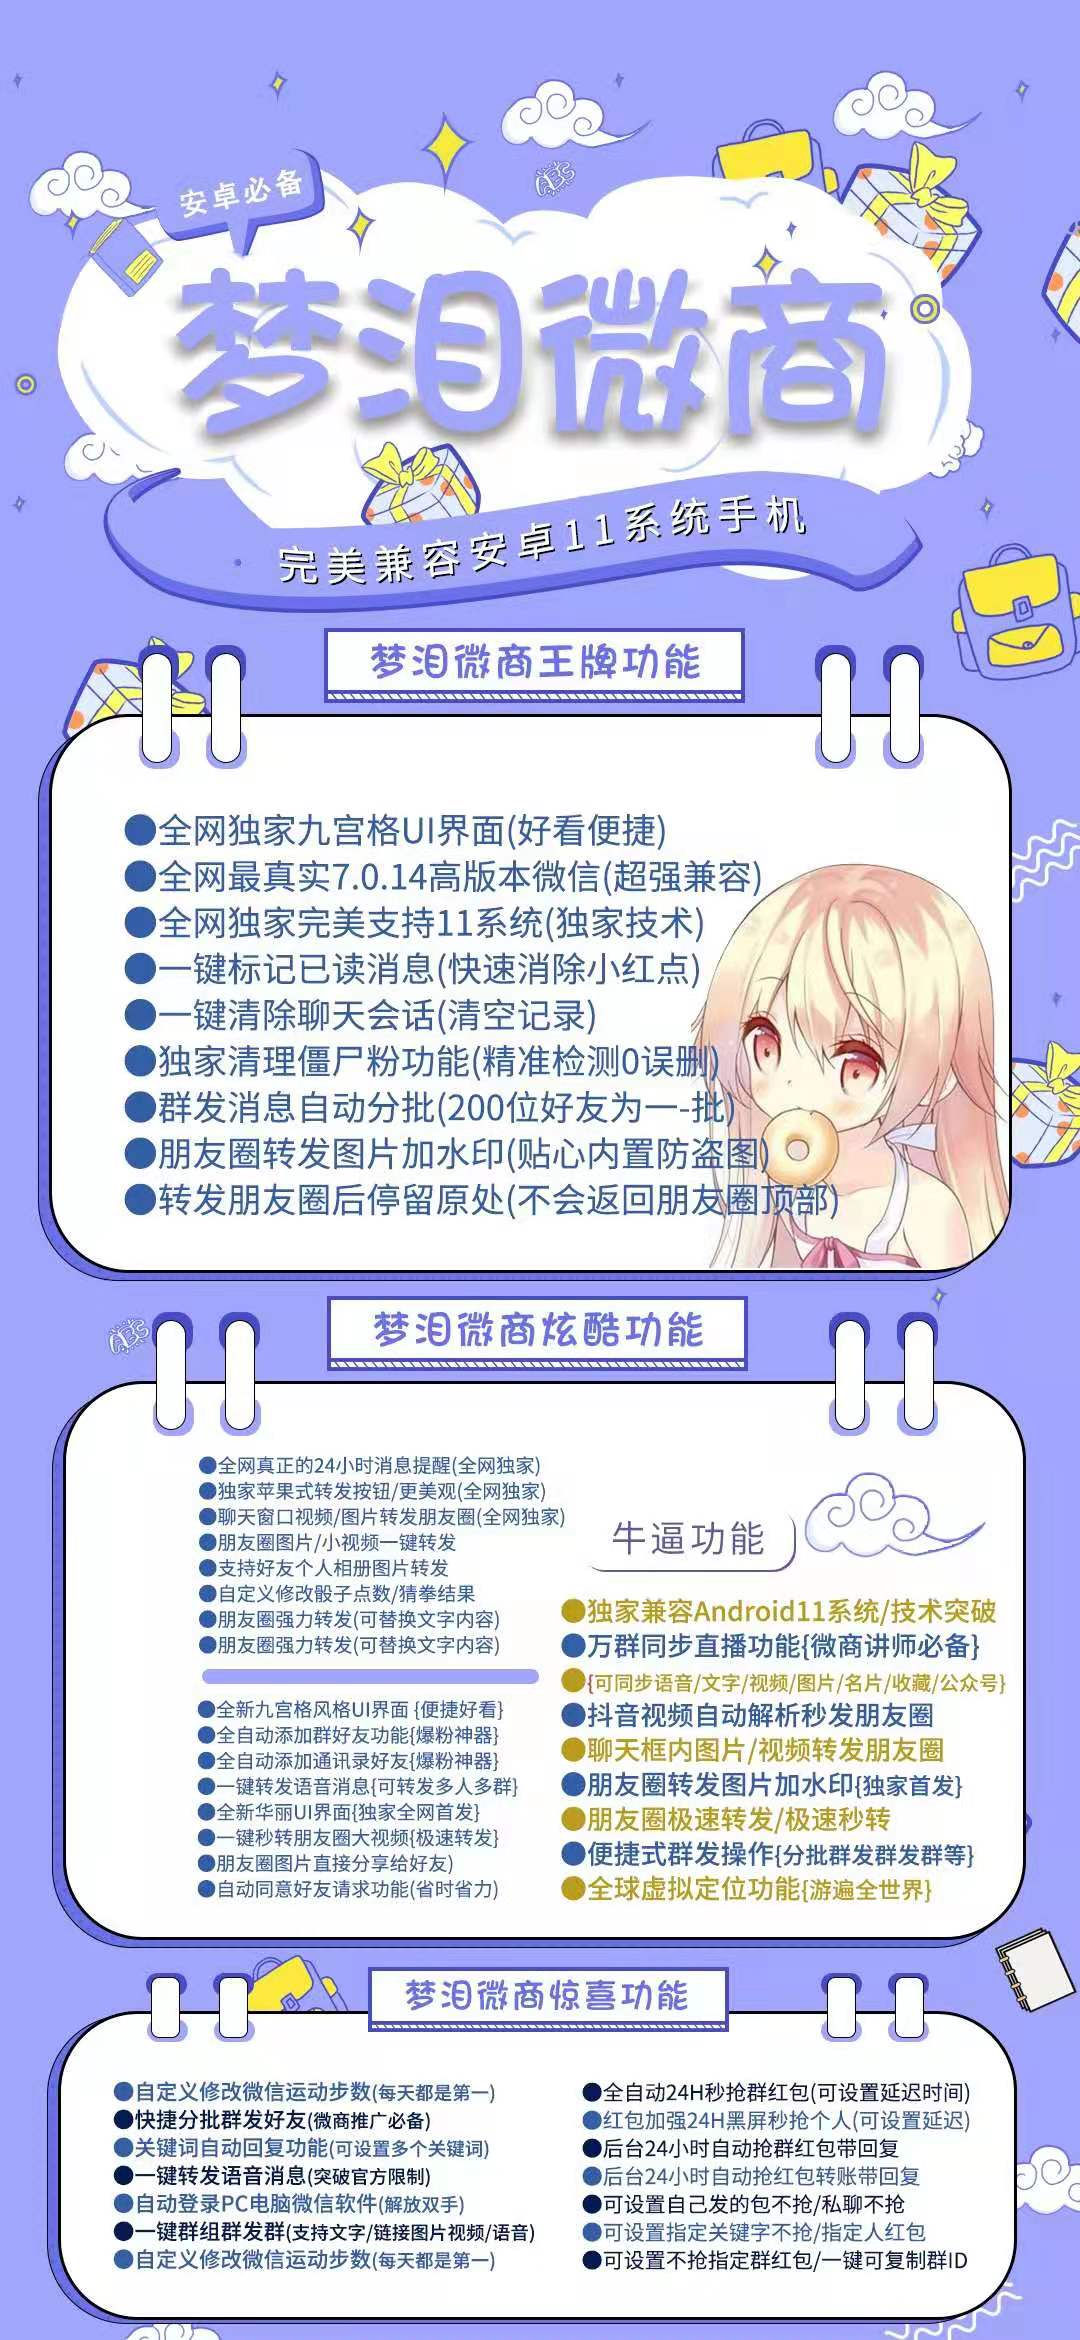 安卓必备
梦泪微商
完美兼容安卓11系统手机
梦泪微商王牌功能
●全网独家九宫格UI界面(好看便捷)
●全网最真实7.0.14高版本微信(超强兼容)
●全网独家完美支持11系统(独家技术)
●一键标记已读消息(快速消除小红点)
●一键清除聊天会话(清空记录)
●独家清理僵尸粉功能(精准检测0误删)
●群发消息自动分批(200位好友为一-批)
●朋友圈转发图片加水印(贴心内置防盗图)
●转发朋友圈后停留原处(不会返回朋友圈顶部)
梦泪微商炫酷功能
●全网真正的24小时消息提醒(全网独家)
●独家苹果式转发按钮/更美观(全网独家)
●聊天窗口视频/图片转发朋友圈(全网独家)
●朋友圈图片/小视频一键转发
●支持好友个人相册图片转发
●自定义修改骰子点数/猜拳结果
●朋友圈强力转发(可替换文字内容)
●朋友圈强力转发(可替换文字内容)
●全新九宫格风格UI界面 {便捷好看}
●全自动添加群好友功能{爆粉神器}
●全自动添加通讯录好友{爆粉神器}
●一键转发语音消息{可转发多人多群}
●全新华丽UI界面{独家全网首发}
●一键秒转朋友圈大视频{极速转发}
●朋友圈图片直接分享给好友)
●自动同意好友请求功能(省时省力)
牛逼功能
●独家兼容Android11系统/技术突破
●万群同步直播功能{微商讲师必备}
●{可同步语音/文字/视频/图片/名片/收藏/公众号}
●抖音视频自动解析秒发朋友圈
●聊天框内图片/视频转发朋友圈
●朋友圈转发图片加水印{独家首发}
●朋友圈极速转发/极速秒转
●便捷式群发操作{分批群发群发群等}
●全球虚拟定位功能{游遍全世界}
梦泪微商惊喜功能
●自定义修改微信运动步数(每天都是第一)
●快捷分批群发好友(微商推广必备)
●关键词自动回复功能(可设置多个关键词)
●一键转发语音消息(突破官方限制)
●自动登录PC电脑微信软件(解放双手)
●一键群组群发群(支持文字/链接图片视频/语音)
●自定义修改微信运动步数(每天都是第一)
●全自动24H秒抢群红包(可设置延迟时间)
●红包加强24H黑屏秒抢个人(可设置延迟)
●后台24小时自动抢群红包带回复
●后台24小时自动抢红包转账带回复
●可设置自己发的包不抢/私聊不抢
●可设置指定关键字不抢/指定人红包
●可设置不抢指定群红包/一键可复制群ID